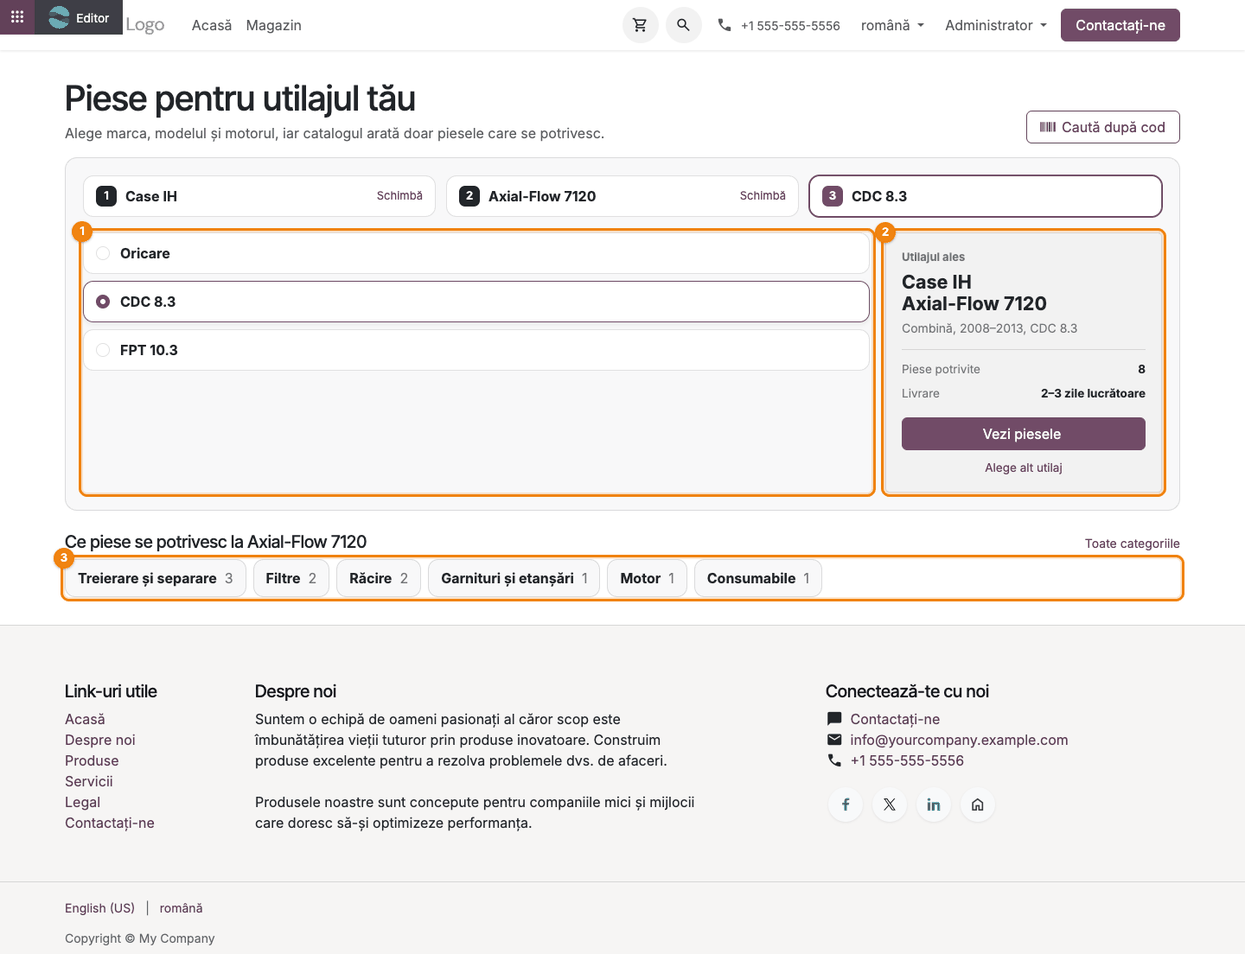 Editor
Logo
Acasă
Magazin
+1 555-555-5556
română
Administrator
Contactați-ne
Piese pentru utilajul tău
Alege marca, modelul și motorul, iar catalogul arată doar piesele care se potrivesc.
Caută după cod
1 Case IH Schimbă
2 Axial-Flow 7120 Schimbă
3 CDC 8.3
1
Oricare
CDC 8.3
FPT 10.3
2
Utilajul ales
Case IH
Axial-Flow 7120
Combină, 2008–2013, CDC 8.3
Piese potrivite 8
Livrare 2–3 zile lucrătoare
Vezi piesele
Alege alt utilaj
Ce piese se potrivesc la Axial-Flow 7120
Toate categoriile
3
Treierare și separare 3
Filtre 2
Răcire 2
Garnituri și etanșări 1
Motor 1
Consumabile 1
Link-uri utile
Acasă
Despre noi
Produse
Servicii
Legal
Contactați-ne
Despre noi
Suntem o echipă de oameni pasionați al căror scop este
îmbunătățirea vieții tuturor prin produse inovatoare. Construim
produse excelente pentru a rezolva problemele dvs. de afaceri.
Produsele noastre sunt concepute pentru companiile mici și mijlocii
care doresc să-și optimizeze performanța.
Conectează-te cu noi
Contactați-ne
info@yourcompany.example.com
+1 555-555-5556
English (US) | română
Copyright © My Company